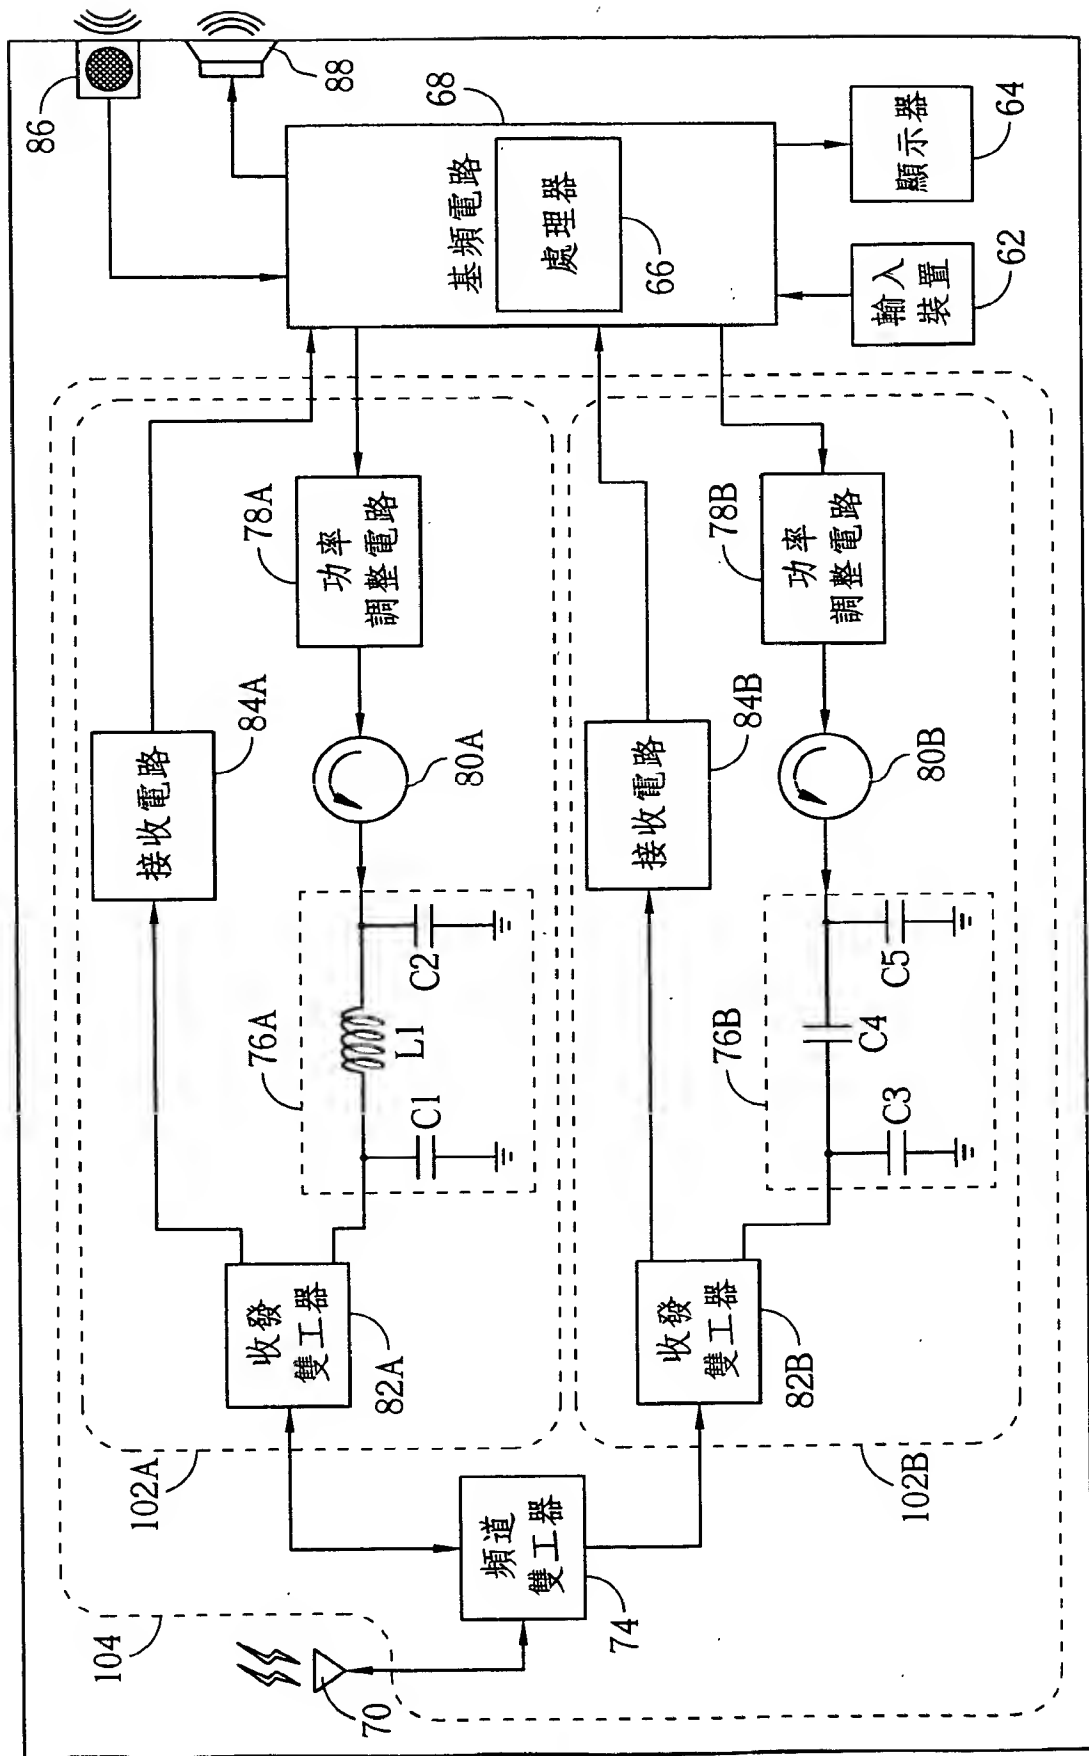 104
102A
70
頻道
雙工器
74
收發
雙工器
82A
76A
C1
L1
C2
接收電路
84A
80A
功率
調整電路
78A
102B
收發
雙工器
82B
76B
C3
C4
C5
接收電路
84B
80B
功率
調整電路
78B
86
88
基頻電路
68
處理器
66
輸入
裝置
62
顯示器
64